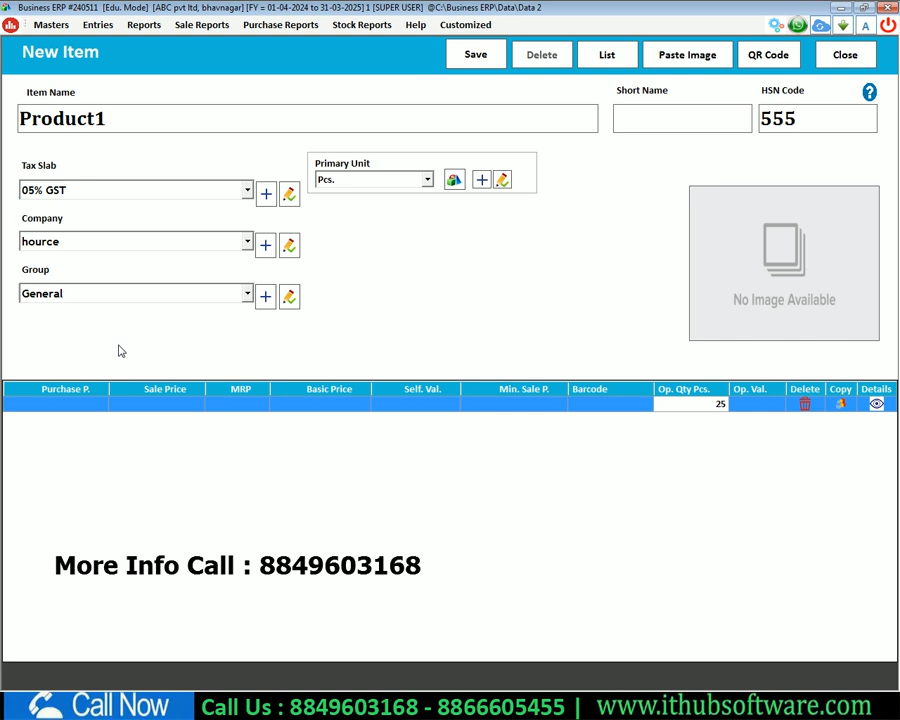 Business ERP #240511 [Edu. Mode] [ABC pvt ltd, bhavnagar] [FY = 01-04-2024 to 31-03-2025] 1 [SUPER USER] @C:\Business ERP\Data\Data 2
Masters Entries Reports Sale Reports Purchase Reports Stock Reports Help Customized A
New Item Save Delete List Paste Image QR Code Close
Item Name Short Name HSN Code ?
Product1 555
Tax Slab Primary Unit
05% GST Pcs.
Company
hource
Group
General
No Image Available
Purchase P. Sale Price MRP Basic Price Self. Val. Min. Sale P. Barcode Op. Qty Pcs. Op. Val. Delete Copy Details
25
More Info Call : 8849603168
Call Now Call Us : 8849603168 - 8866605455 | www.ithubsoftware.com